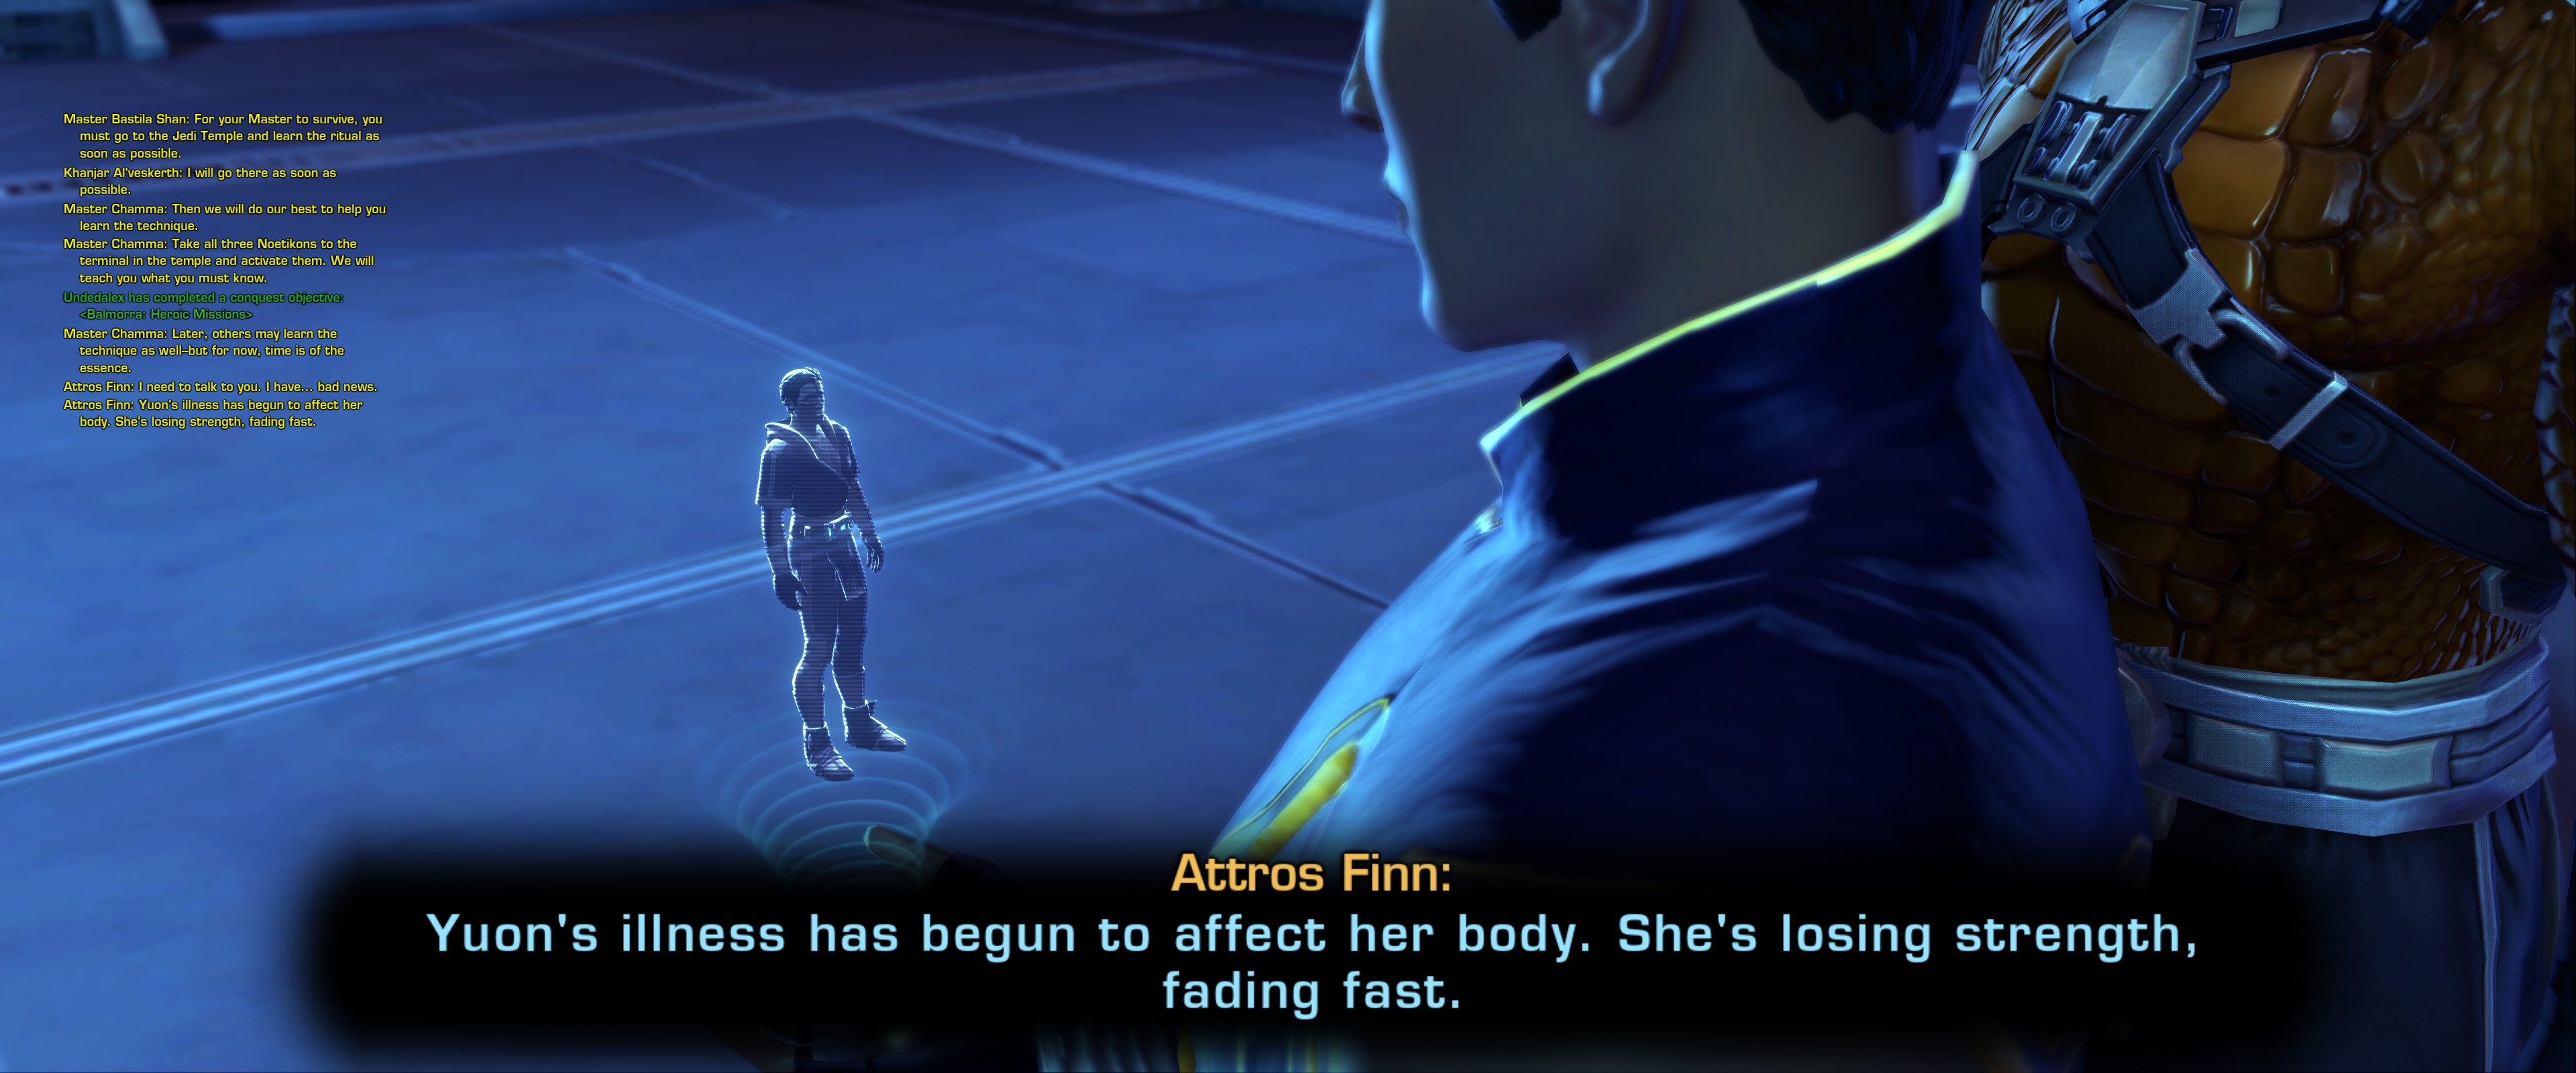 Master Bastila Shan: For your Master to survive, you
must go to the Jedi Temple and learn the ritual as
soon as possible.
Khanjar Al'veskerth: I will go there as soon as
possible.
Master Chamma: Then we will do our best to help you
learn the technique.
Master Chamma: Take all three Noetikons to the
terminal in the temple and activate them. We will
teach you what you must know.
Undedalex has completed a conquest objective:
<Balmorra: Heroic Missions>
Master Chamma: Later, others may learn the
technique as well–but for now, time is of the
essence.
Attros Finn: I need to talk to you. I have... bad news.
Attros Finn: Yuon's illness has begun to affect her
body. She's losing strength, fading fast.
Attros Finn:
Yuon's illness has begun to affect her body. She's losing strength,
fading fast.